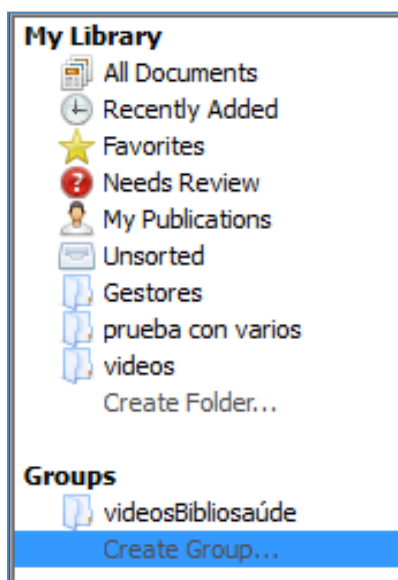 My Library
All Documents
Recently Added
Favorites
Needs Review
My Publications
Unsorted
Gestores
prueba con varios
videos
Create Folder...
Groups
videosBibliosaúde
Create Group...